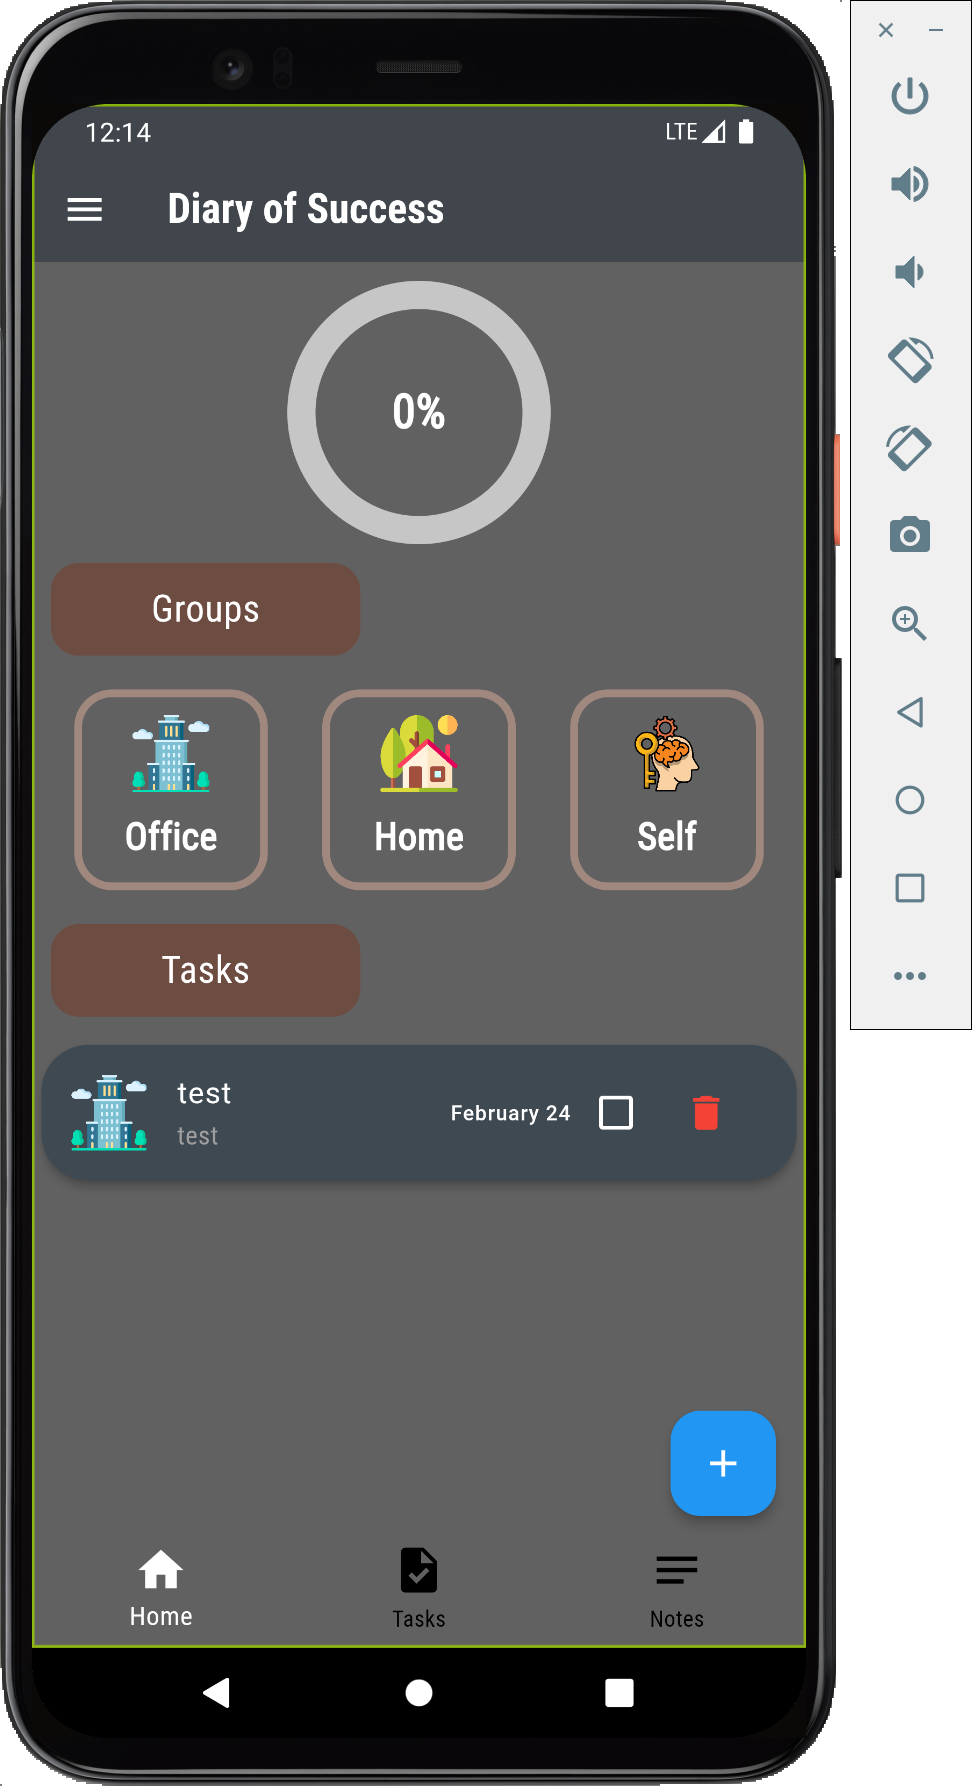 12:14
LTE
Diary of Success
0%
Groups
Office
Home
Self
Tasks
test
test
February 24
Home
Tasks
Notes